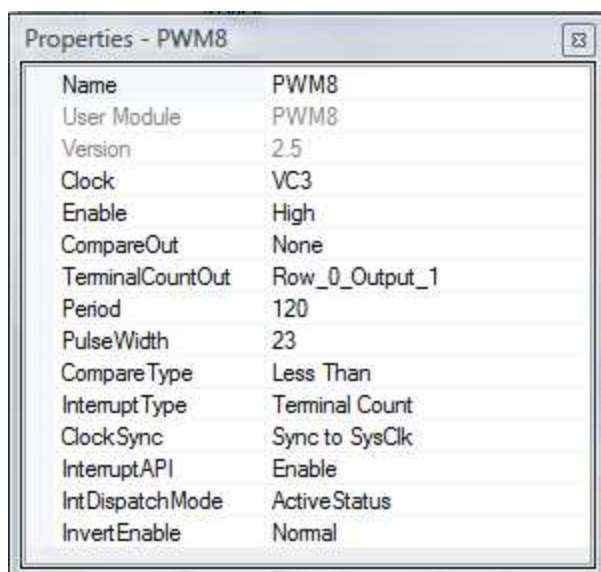 Properties - PWM8
Name PWM8
User Module PWM8
Version 2.5
Clock VC3
Enable High
CompareOut None
TerminalCountOut Row_0_Output_1
Period 120
PulseWidth 23
CompareType Less Than
InterruptType Terminal Count
ClockSync Sync to SysClk
InterruptAPI Enable
IntDispatchMode ActiveStatus
InvertEnable Normal